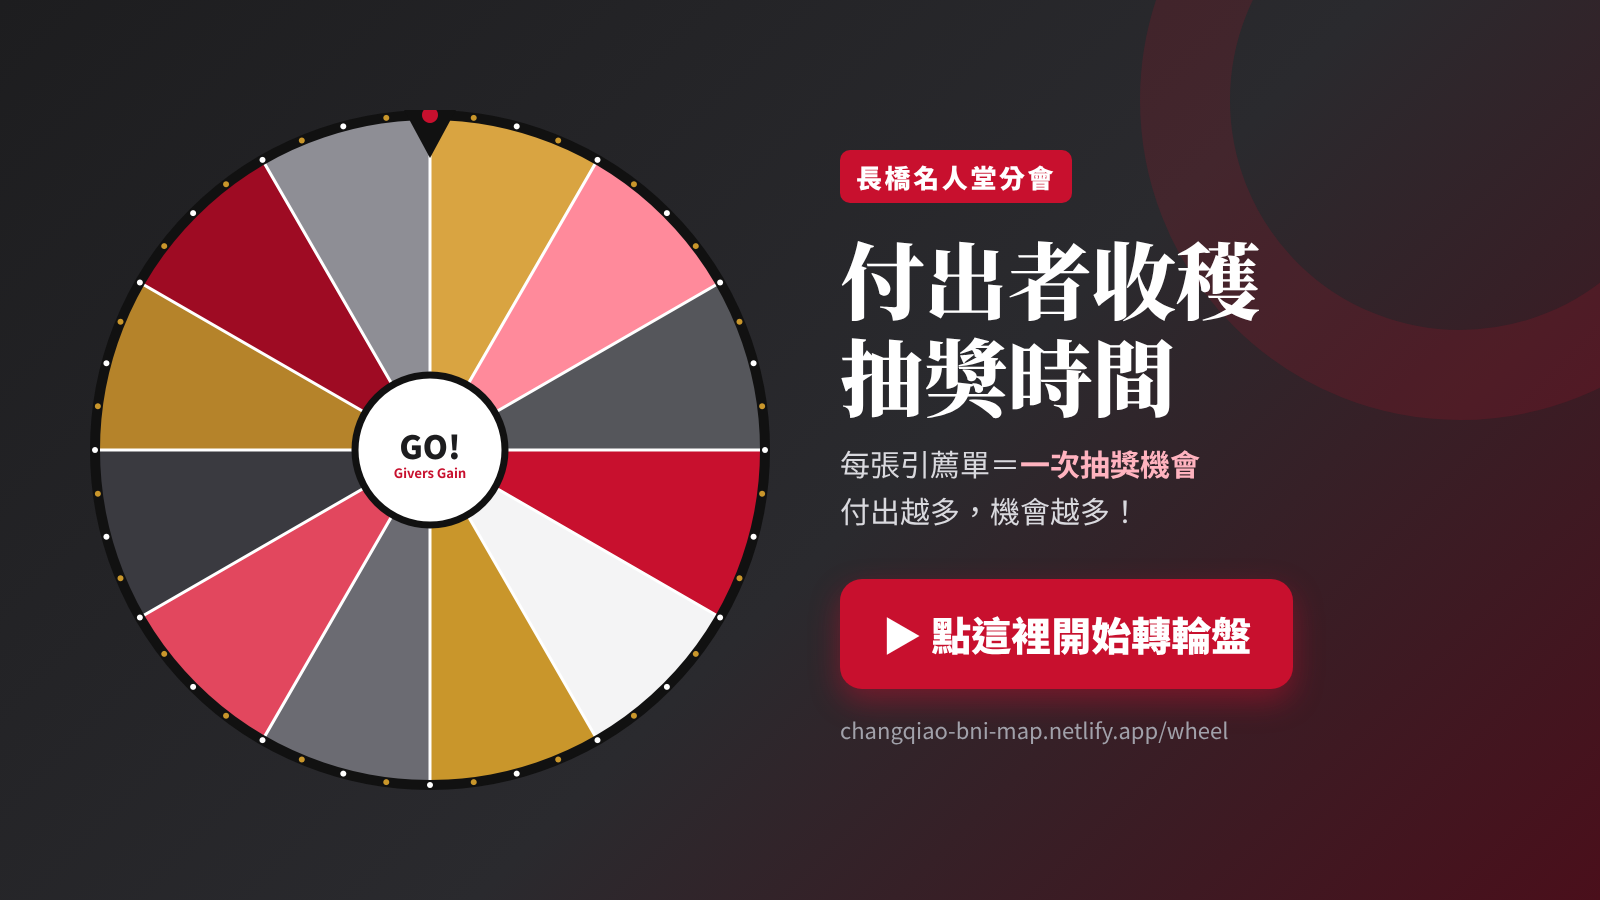 GO!
Givers Gain
長橋名人堂分會
付出者收穫
抽獎時間
每張引薦單＝一次抽獎機會
付出越多，機會越多！
▶ 點這裡開始轉輪盤
changqiao-bni-map.netlify.app/wheel